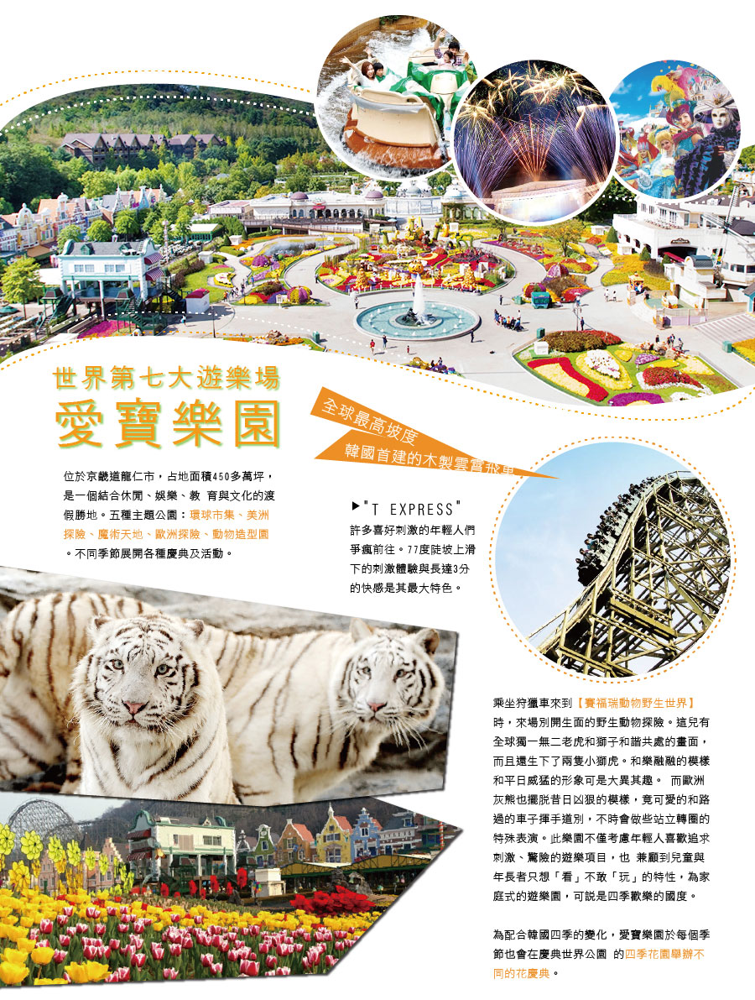 世界第七大遊樂場
愛寶樂園
位於京畿道龍仁市，占地面積450多萬坪，
是一個結合休閒、娛樂、教 育與文化的渡
假勝地。五種主題公園：環球市集、美洲
探險、魔術天地、歐洲探險、動物造型園
。不同季節展開各種慶典及活動。
全球最高坡度
韓國首建的木製雲霄飛車
▶"T EXPRESS"
許多喜好刺激的年輕人們
爭瘋前往。77度陡坡上滑
下的刺激體驗與長達3分
的快感是其最大特色。
乘坐狩獵車來到【賽福瑞動物野生世界】
時，來場別開生面的野生動物探險。這兒有
全球獨一無二老虎和獅子和諧共處的畫面，
而且還生下了兩隻小獅虎。和樂融融的模樣
和平日威猛的形象可是大異其趣。 而歐洲
灰熊也擺脱昔日凶狠的模樣，竟可愛的和路
過的車子揮手道別，不時會做些站立轉圈的
特殊表演。此樂園不僅考慮年輕人喜歡追求
刺激、驚險的遊樂項目，也 兼顧到兒童與
年長者只想「看」不敢「玩」的特性，為家
庭式的遊樂園，可説是四季歡樂的國度。
為配合韓國四季的變化，愛寶樂園於每個季
節也會在慶典世界公園 的四季花園舉辦不
同的花慶典。